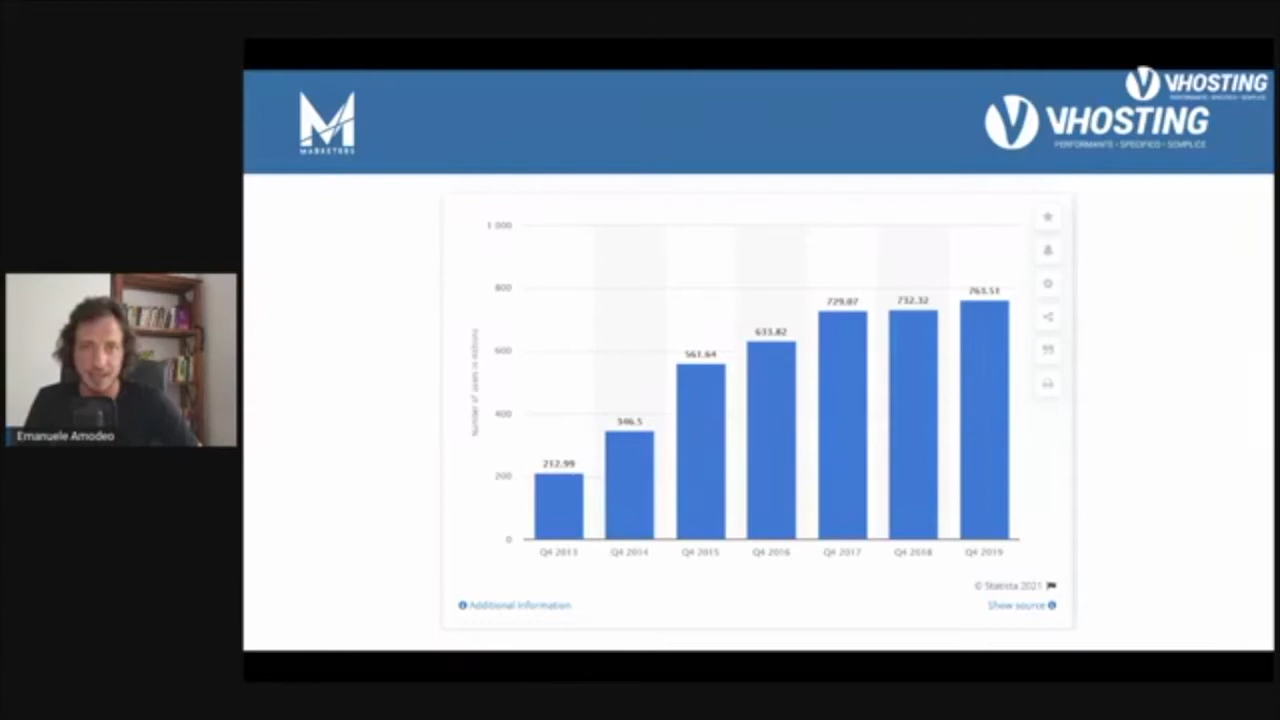 VHOSTING
PERFORMANTE • SPECIFICO • SEMPLICE
M
MARKETERS
VHOSTING
PERFORMANTE • SPECIFICO • SEMPLICE
1 000
800
600
400
200
0
Number of users in millions
212.99
346.5
561.64
633.82
729.07
732.32
763.51
Q4 2013
Q4 2014
Q4 2015
Q4 2016
Q4 2017
Q4 2018
Q4 2019
© Statista 2021
Additional Information
Show source
Emanuele Amodeo